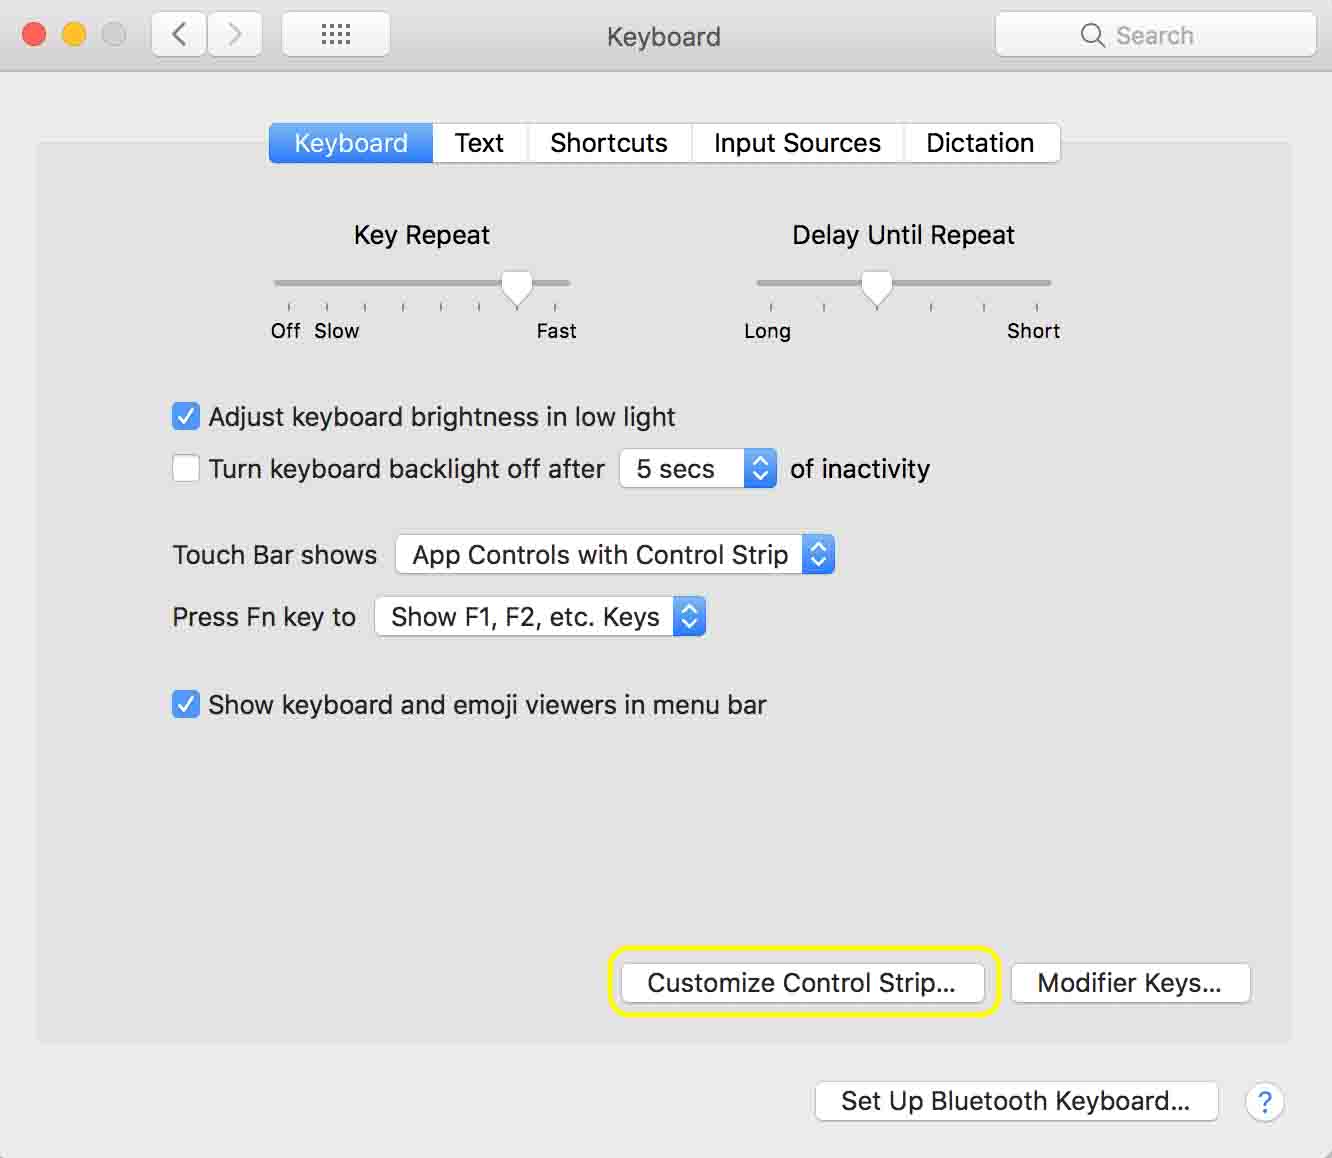 Keyboard
Search
Keyboard Text Shortcuts Input Sources Dictation
Key Repeat Delay Until Repeat
Off Slow Fast Long Short
Adjust keyboard brightness in low light
Turn keyboard backlight off after 5 secs of inactivity
Touch Bar shows App Controls with Control Strip
Press Fn key to Show F1, F2, etc. Keys
Show keyboard and emoji viewers in menu bar
Customize Control Strip... Modifier Keys...
Set Up Bluetooth Keyboard... ?